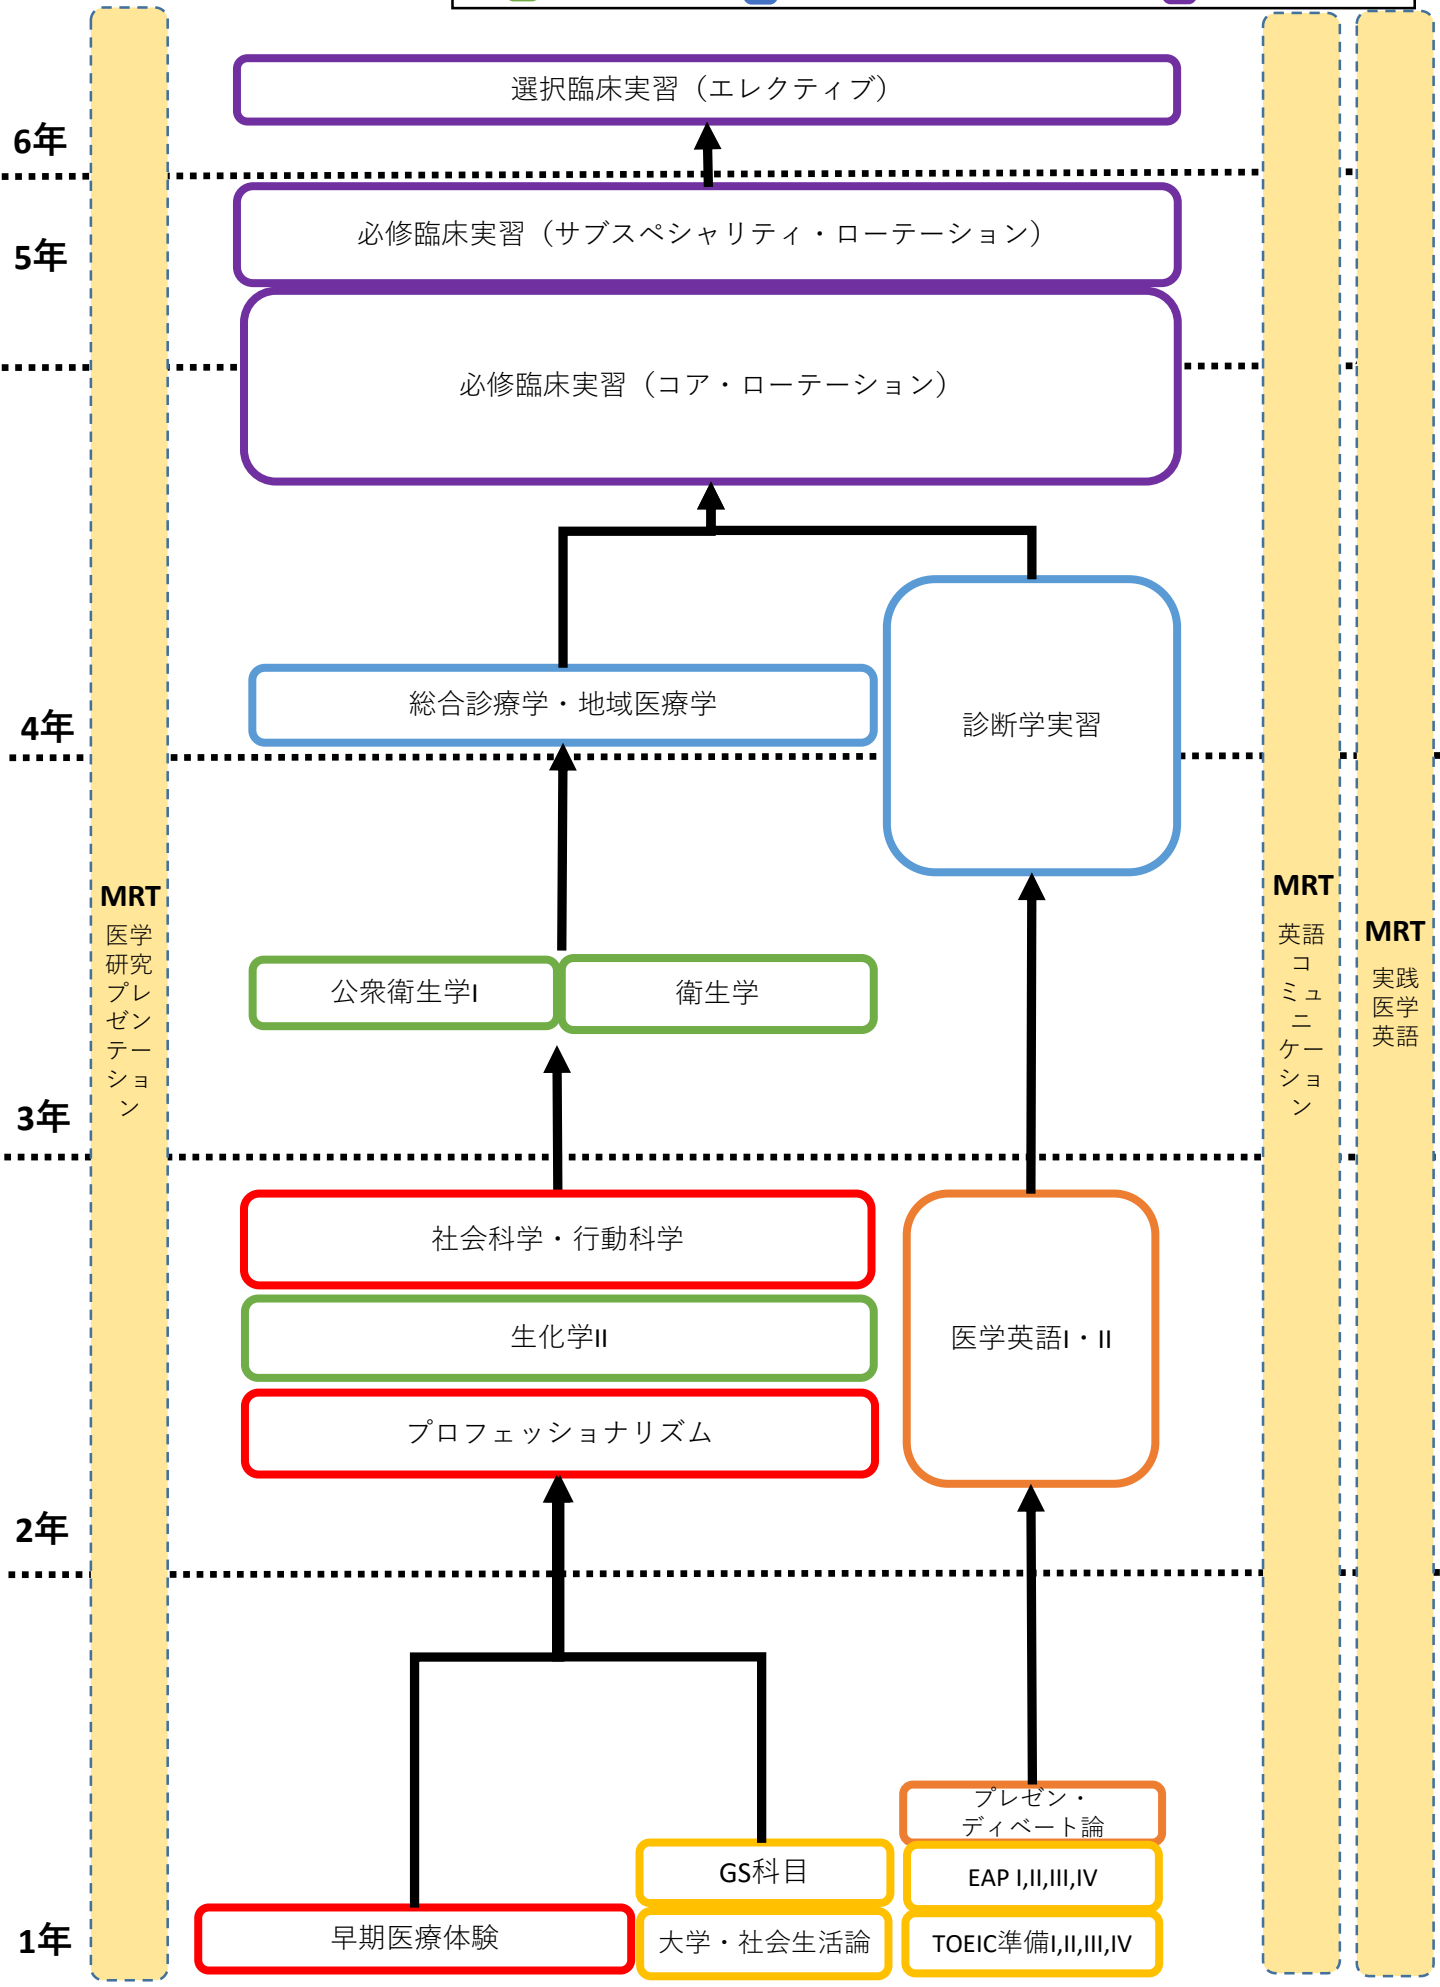 選択臨床実習（エレクティブ）
6年
必修臨床実習（サブスペシャリティ・ローテーション）
5年
必修臨床実習（コア・ローテーション）
総合診療学・地域医療学
診断学実習
4年
MRT
医学
研究
プレ
ゼン
テー
ショ
ン
MRT
英語
コ
ミュ
ニ
ケー
ショ
ン
MRT
実践
医学
英語
公衆衛生学I
衛生学
3年
社会科学・行動科学
生化学II
プロフェッショナリズム
医学英語I・II
2年
プレゼン・
ディベート論
GS科目
EAP I,II,III,IV
早期医療体験
大学・社会生活論
TOEIC準備I,II,III,IV
1年